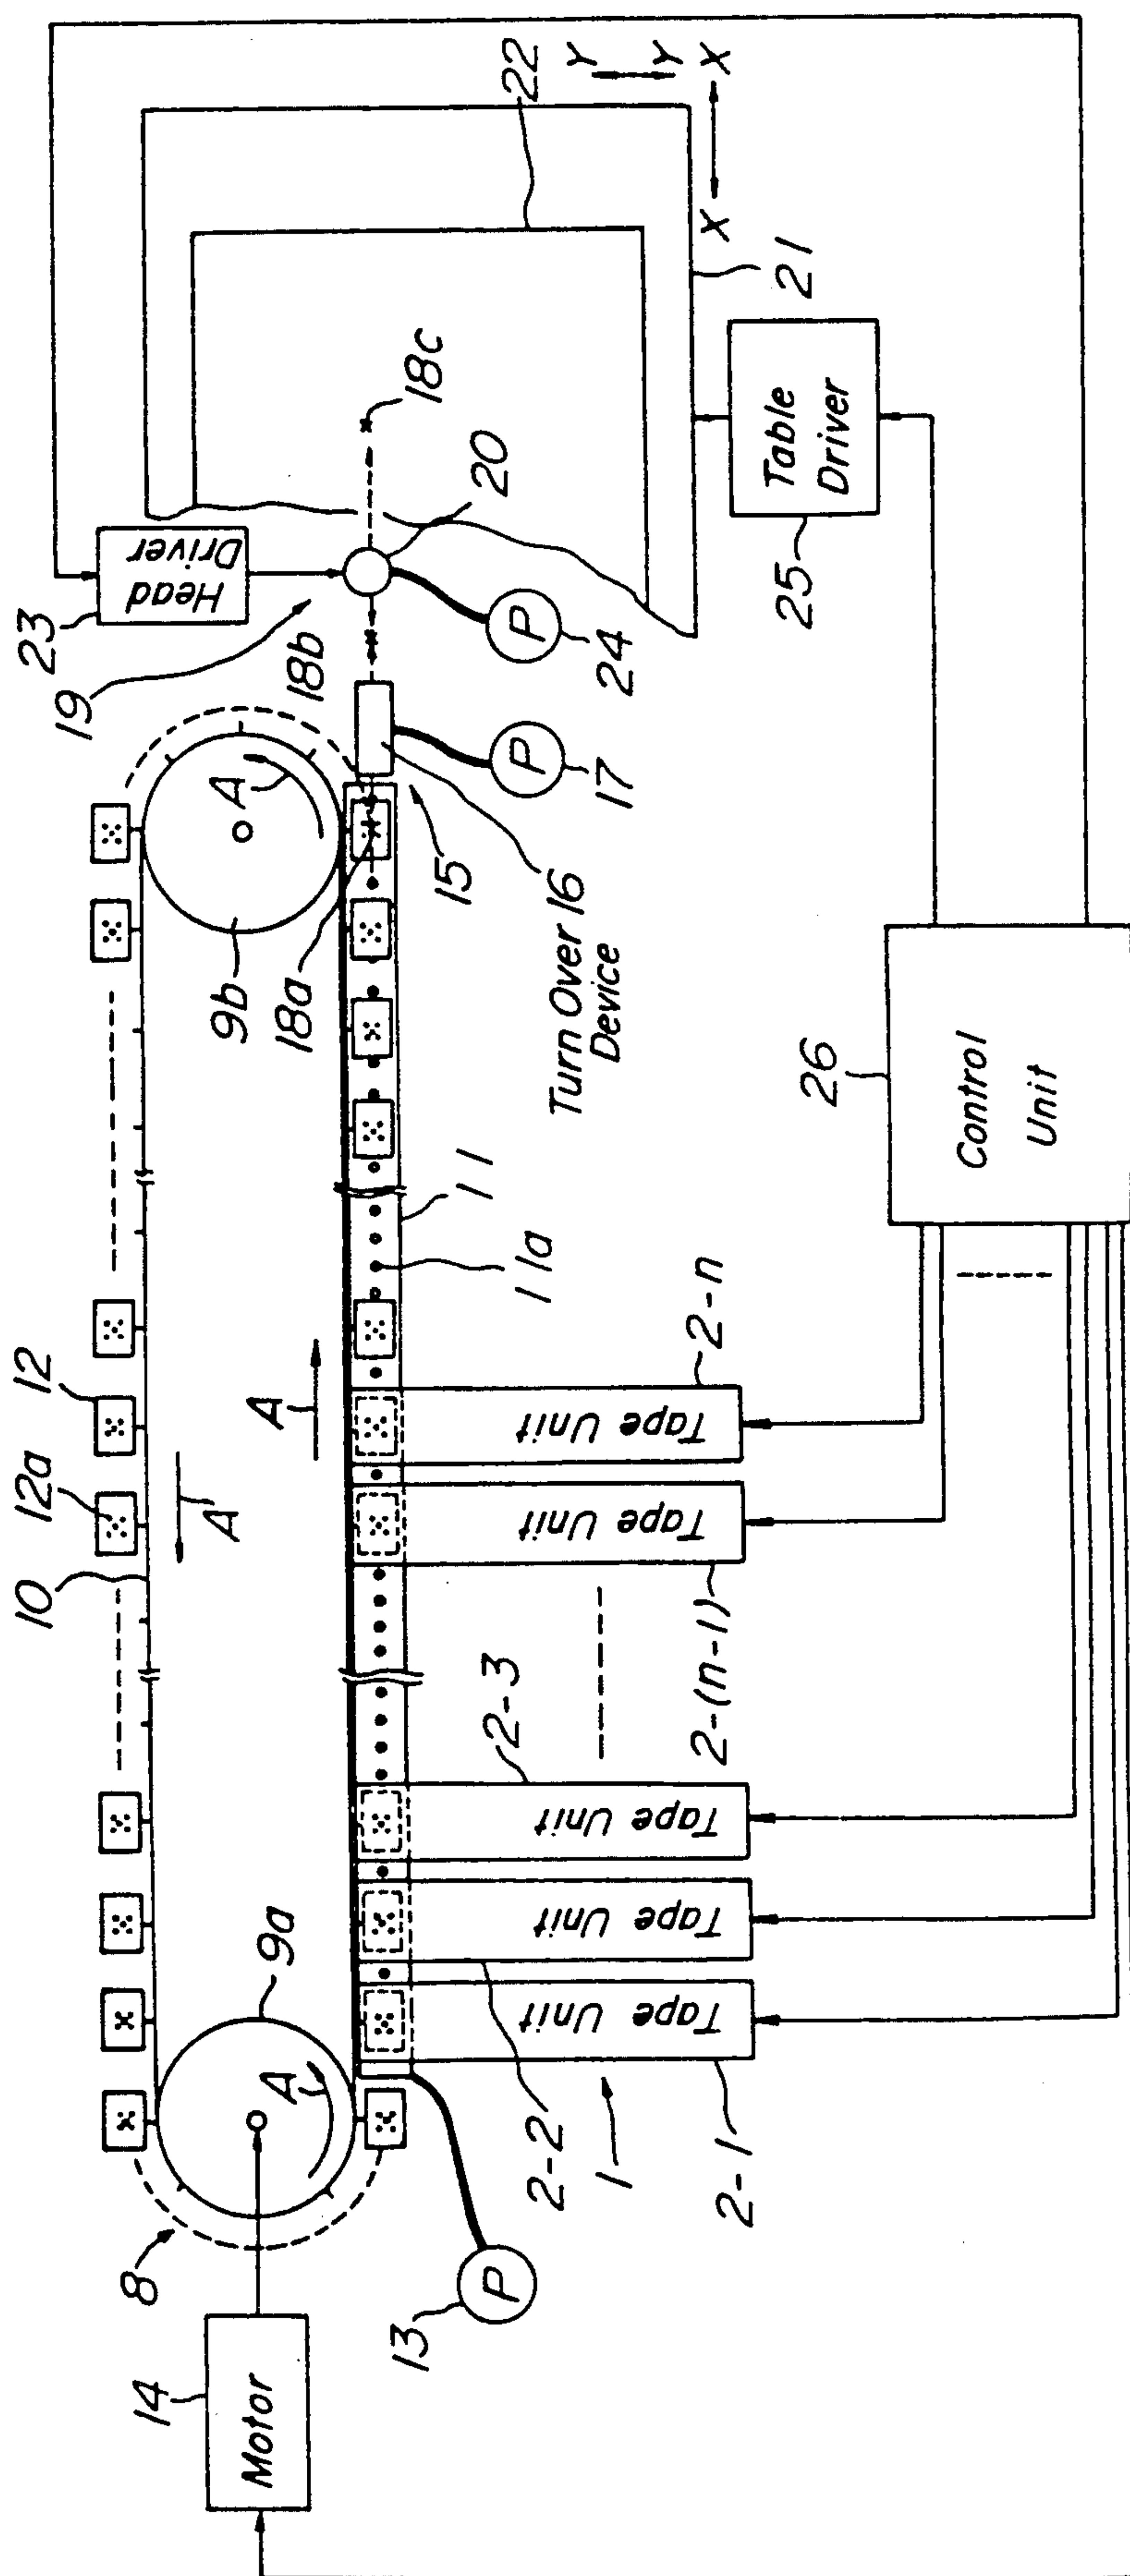 23
Head
Driver
19
18b
18c
20
22
Y
Y
X
X
21
Table
Driver
25
P
24
P
17
15
16
Turn Over
Device
18a
9b
A
12
12a
10
A
A
11
11a
2-n
Tape Unit
Tape Unit
2-(n-1)
2-3
Tape Unit
Tape Unit
Tape Unit
2-2
2-1
1
9a
A
8
14
Motor
13
P
26
Control
Unit